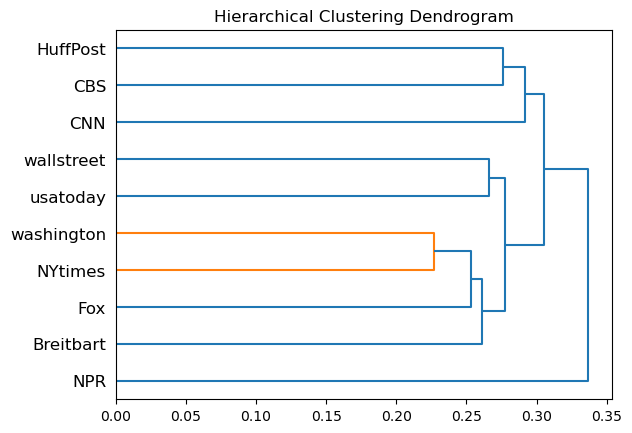 Hierarchical Clustering Dendrogram
HuffPost
CBS
CNN
wallstreet
usatoday
washington
NYtimes
Fox
Breitbart
NPR
0.00 0.05 0.10 0.15 0.20 0.25 0.30 0.35